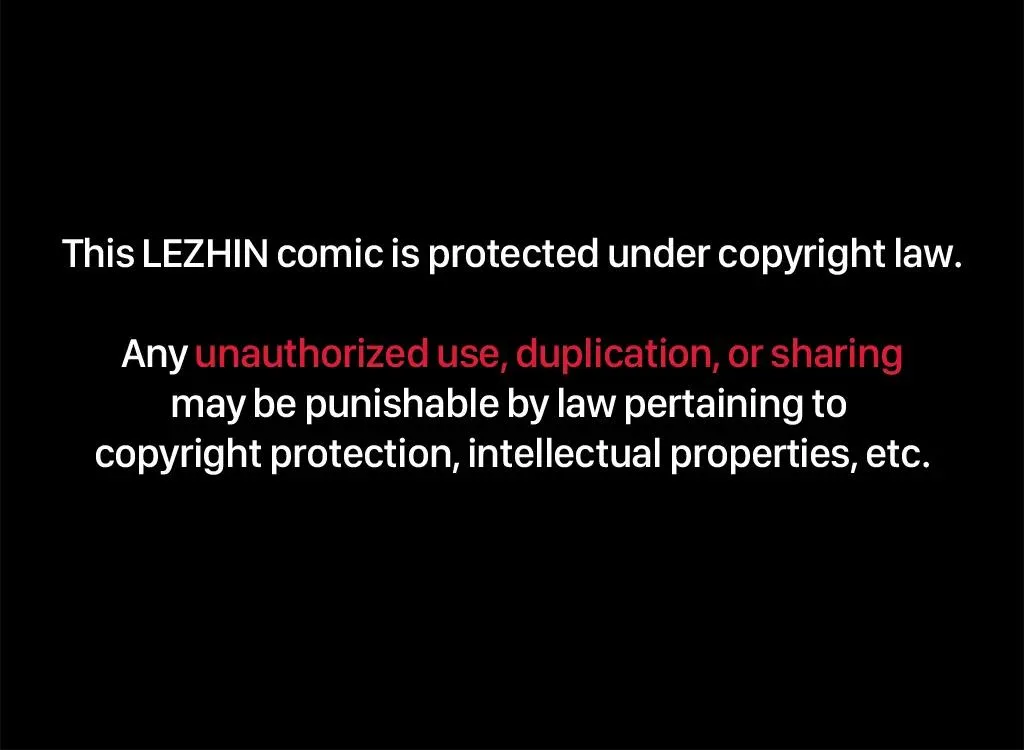 This LEZHIN comic is protected under copyright law.
Any unauthorized use, duplication, or sharing
may be punishable by law pertaining to
copyright protection, intellectual properties, etc.